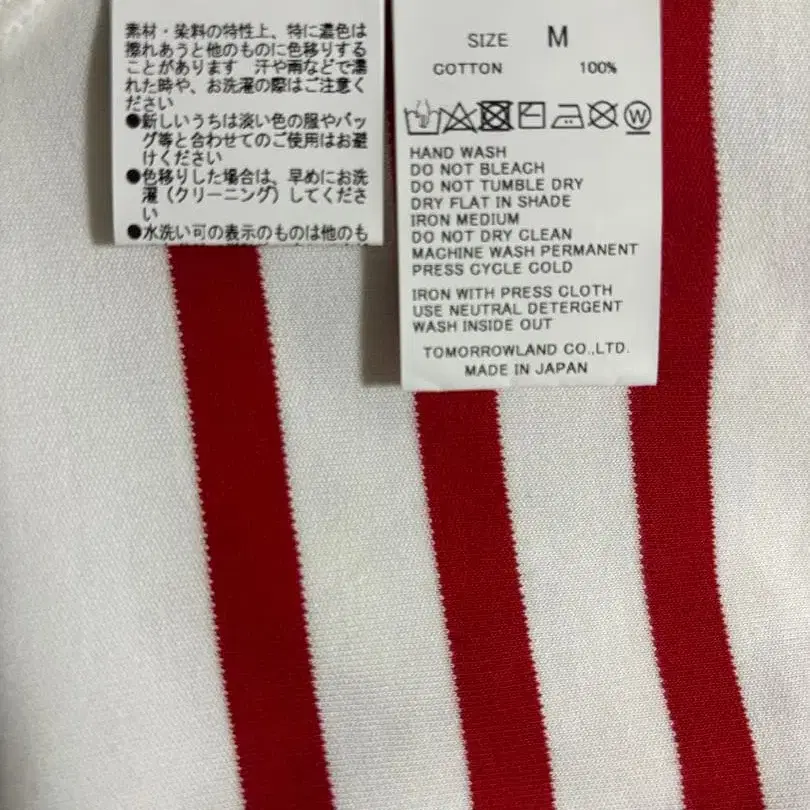 素材・染料の特性上、特に濃色は
擦れあうと他のものに色移りする
ことがあります　汗や雨などで濡
れた時や、お洗濯の際はご注意く
ださい
●新しいうちは淡い色の服やバッ
グ等と合わせてのご使用はお避
けください
●色移りした場合は、早めにお洗
濯（クリーニング）してくださ
い
●水洗い可の表示のものは他のも
SIZE M
COTTON 100%
W
HAND WASH
DO NOT BLEACH
DO NOT TUMBLE DRY
DRY FLAT IN SHADE
IRON MEDIUM
DO NOT DRY CLEAN
MACHINE WASH PERMANENT
PRESS CYCLE COLD
IRON WITH PRESS CLOTH
USE NEUTRAL DETERGENT
WASH INSIDE OUT
TOMORROWLAND CO.,LTD.
MADE IN JAPAN